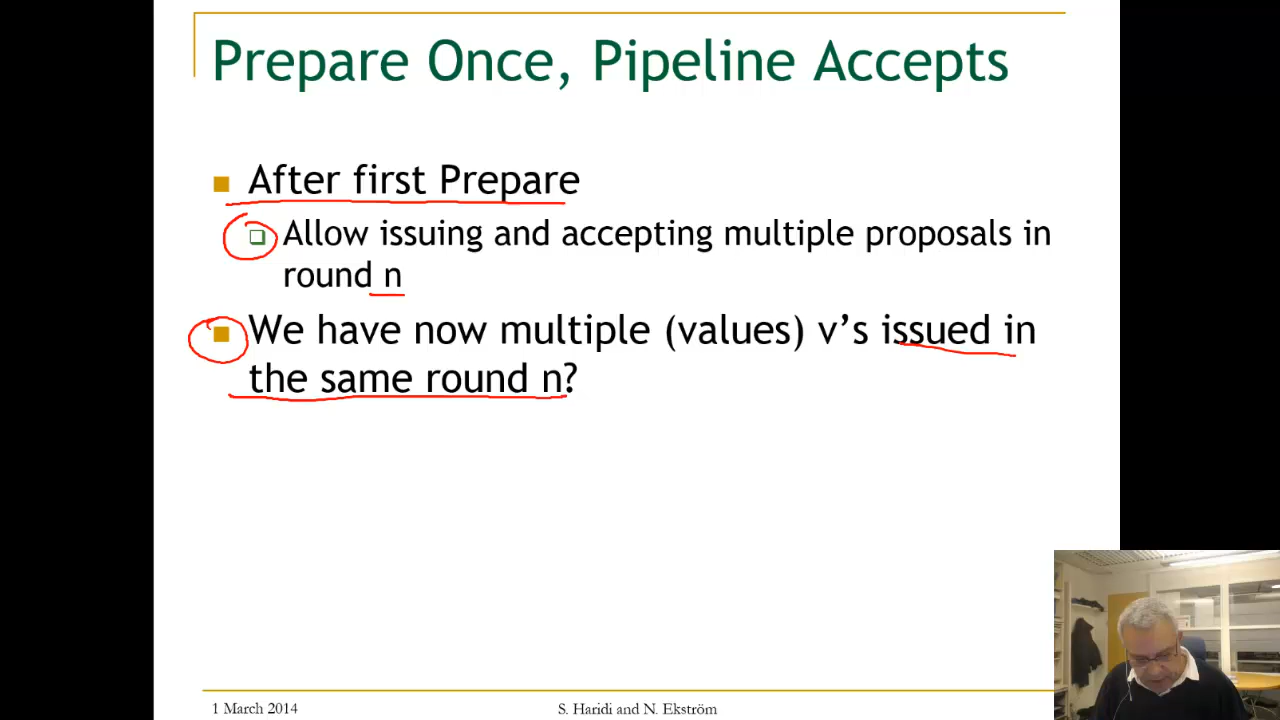 Prepare Once, Pipeline Accepts
After first Prepare
Allow issuing and accepting multiple proposals in
round n
We have now multiple (values) v’s issued in
the same round n?
1 March 2014
S. Haridi and N. Ekström